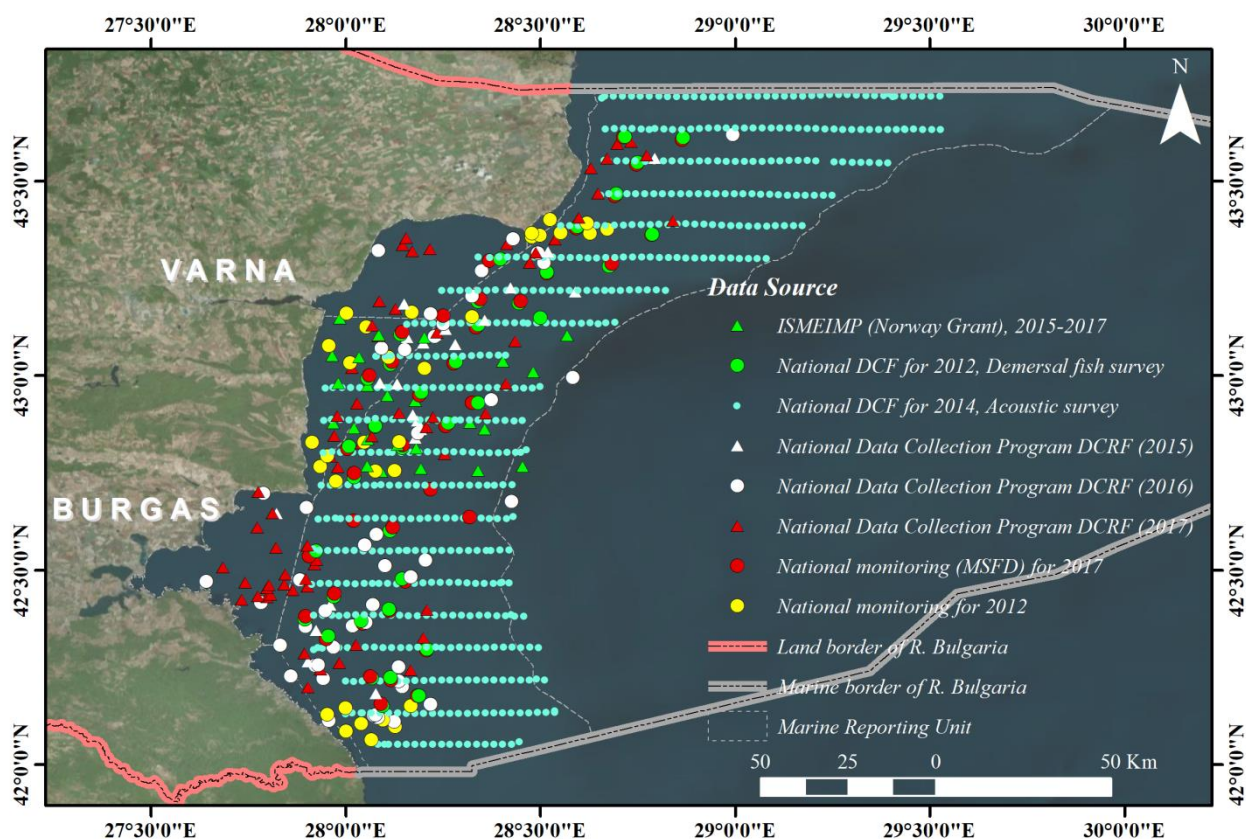 27°30'0"E 28°0'0"E 28°30'0"E 29°0'0"E 29°30'0"E 30°0'0"E
N
43°30'0"N 43°30'0"N
VARNA
Data Source
ISMEIMP (Norway Grant), 2015-2017
43°0'0"N 43°0'0"N
National DCF for 2012, Demersal fish survey
National DCF for 2014, Acoustic survey
National Data Collection Program DCRF (2015)
BURGAS
National Data Collection Program DCRF (2016)
National Data Collection Program DCRF (2017)
42°30'0"N 42°30'0"N
National monitoring (MSFD) for 2017
National monitoring for 2012
Land border of R. Bulgaria
Marine border of R. Bulgaria
Marine Reporting Unit
42°0'0"N 42°0'0"N
50 25 0 50 Km
27°30'0"E 28°0'0"E 28°30'0"E 29°0'0"E 29°30'0"E 30°0'0"E